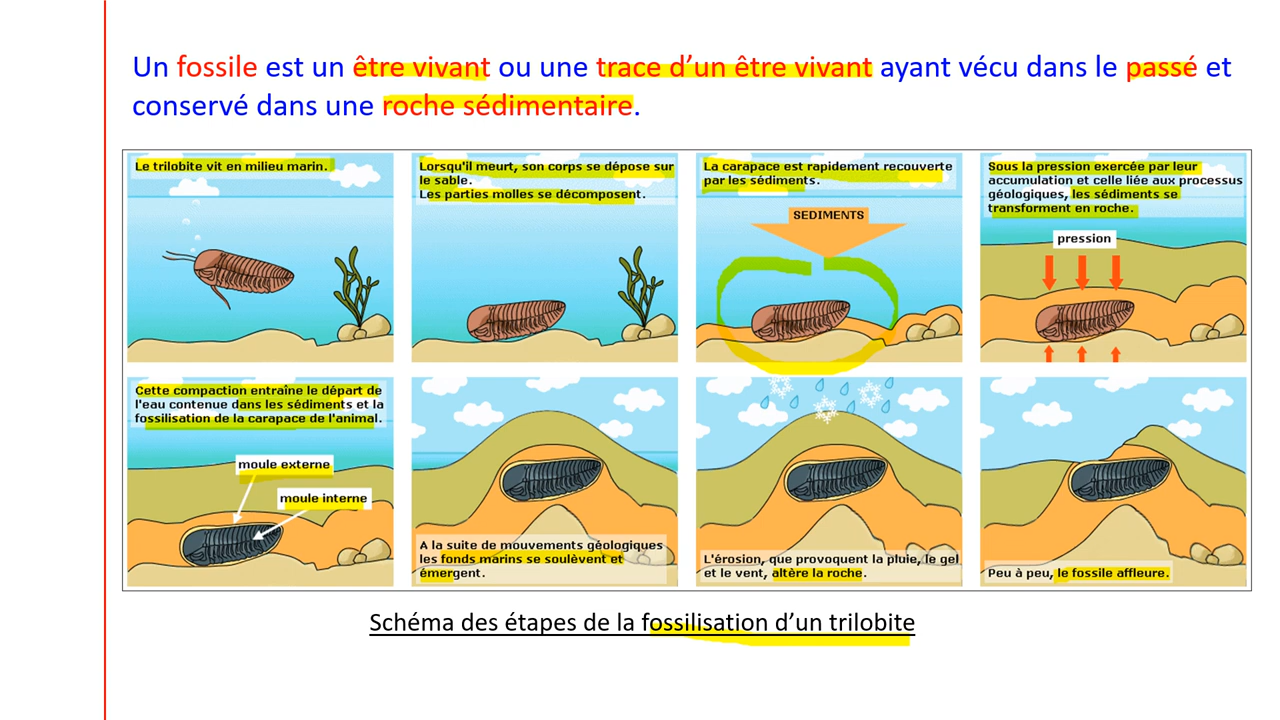 Un fossile est un être vivant ou une trace d'un être vivant ayant vécu dans le passé et
conservé dans une roche sédimentaire.
Le trilobite vit en milieu marin.
Lorsqu'il meurt, son corps se dépose sur
le sable.
Les parties molles se décomposent.
La carapace est rapidement recouverte
par les sédiments.
SEDIMENTS
Sous la pression exercée par leur
accumulation et celle liée aux processus
géologiques, les sédiments se
transforment en roche.
pression
Cette compaction entraîne le départ de
l'eau contenue dans les sédiments et la
fossilisation de la carapace de l'animal.
moule externe
moule interne
A la suite de mouvements géologiques
les fonds marins se soulèvent et
émergent.
L'érosion, que provoquent la pluie, le gel
et le vent, altère la roche.
Peu à peu, le fossile affleure.
Schéma des étapes de la fossilisation d'un trilobite